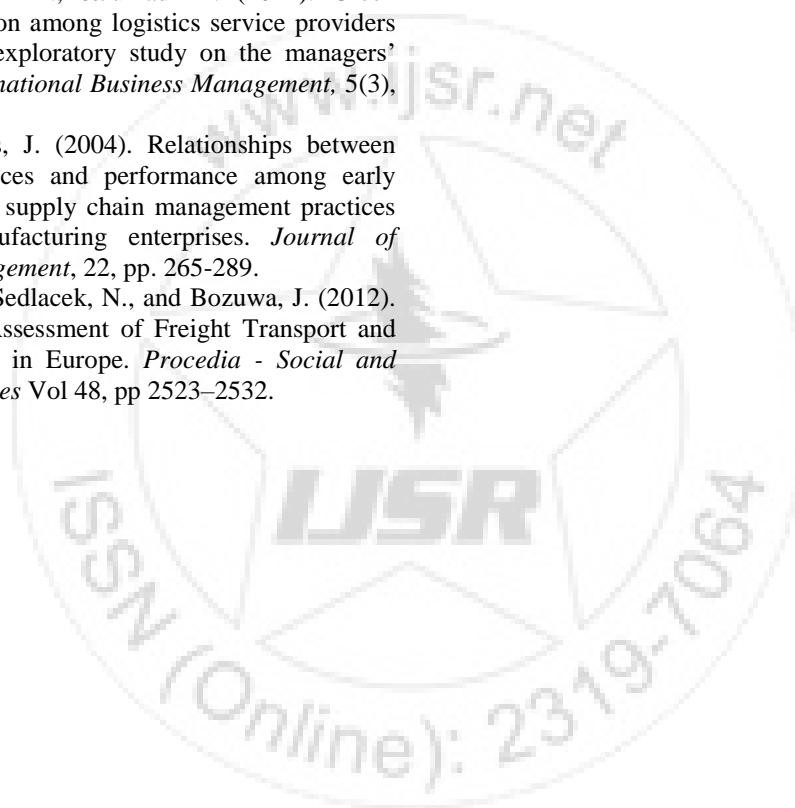 on among logistics service providers
exploratory study on the managers’
national Business Management, 5(3),
s, J. (2004). Relationships between
ces and performance among early
supply chain management practices
ufacturing enterprises. Journal of
gement, 22, pp. 265-289.
Sedlacek, N., and Bozuwa, J. (2012).
Assessment of Freight Transport and
in Europe. Procedia - Social and
es Vol 48, pp 2523–2532.
www.ijsr.net
IJSR
ISSN (Online): 2319-7064